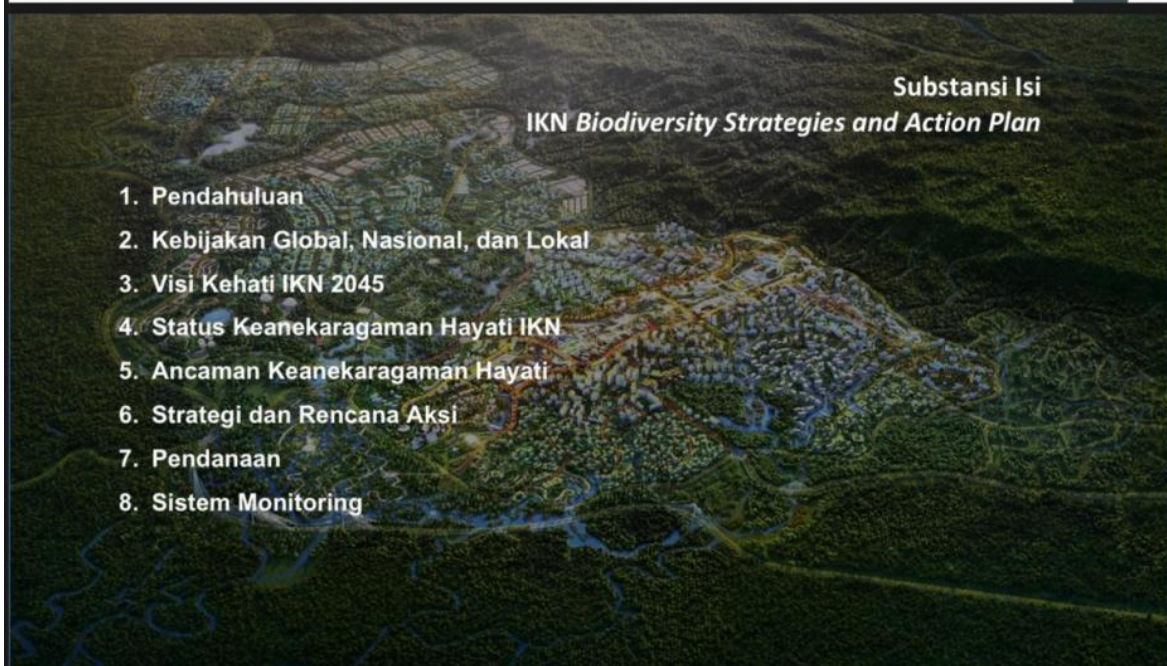 Substansi Isi
IKN Biodiversity Strategies and Action Plan
1. Pendahuluan
2. Kebijakan Global, Nasional, dan Lokal
3. Visi Kehati IKN 2045
4. Status Keanekaragaman Hayati IKN
5. Ancaman Keanekaragaman Hayati
6. Strategi dan Rencana Aksi
7. Pendanaan
8. Sistem Monitoring